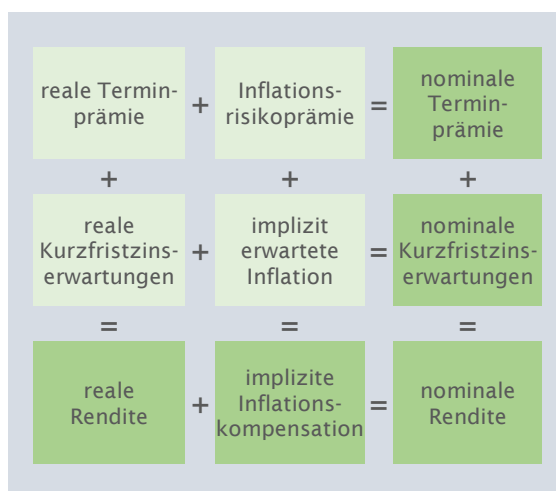 reale Termin-
prämie
+
Inflations-
risikoprämie
=
nominale
Termin-
prämie
+
+
+
reale
Kurzfristzins-
erwartungen
+
implizit
erwartete
Inflation
=
nominale
Kurzfristzins-
erwartungen
=
=
=
reale
Rendite
+
implizite
Inflations-
kompensation
=
nominale
Rendite